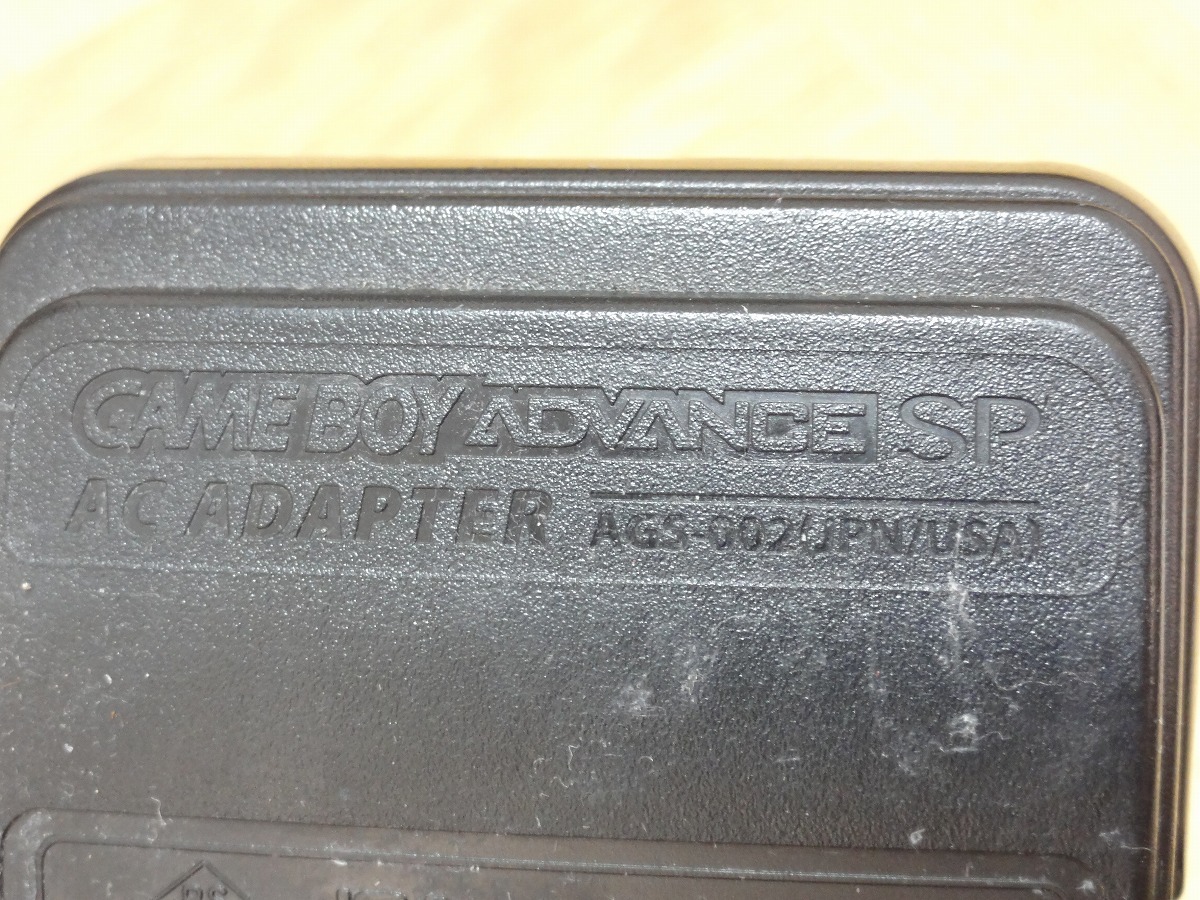 GAME BOY ADVANCE SP
AC ADAPTER AGS-002(JPN/USA)